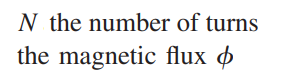 N the number of turns
the magnetic flux ϕ